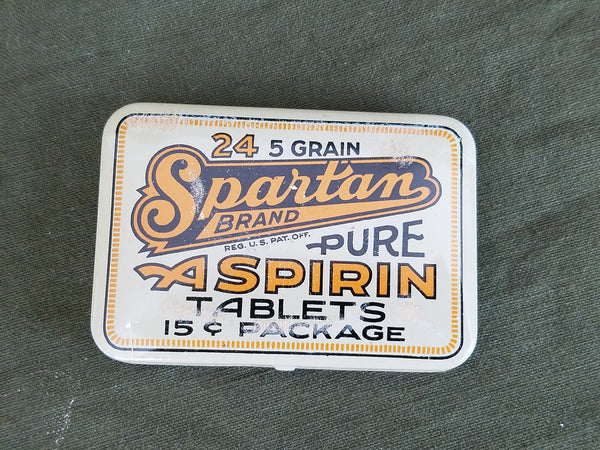 24 5 GRAIN
Spartan
BRAND
REG. U.S. PAT. OFF.
PURE
ASPIRIN
TABLETS
15¢ PACKAGE